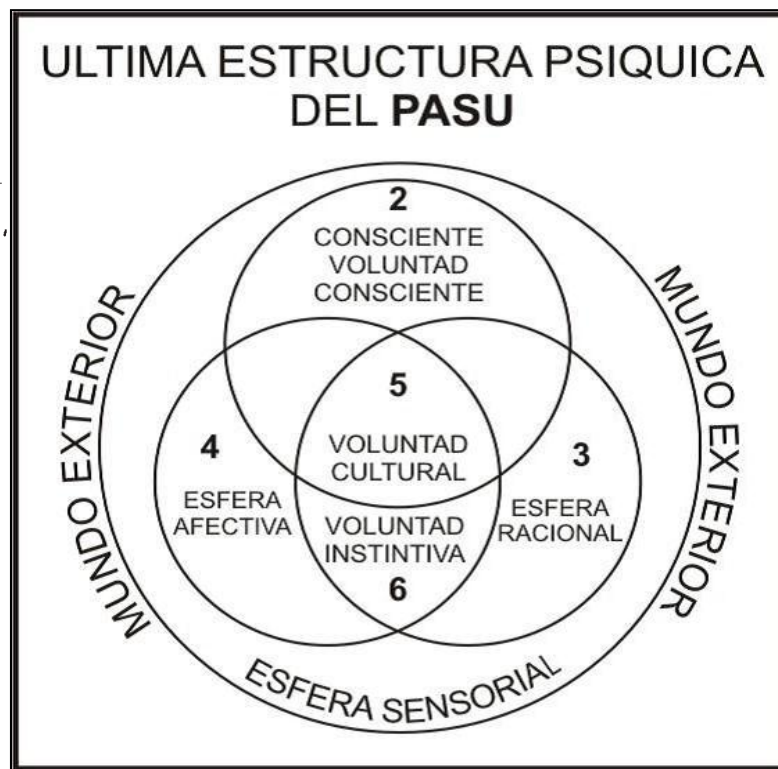 ULTIMA ESTRUCTURA PSIQUICA
DEL PASU
2
CONSCIENTE
VOLUNTAD
CONSCIENTE
MUNDO EXTERIOR
MUNDO EXTERIOR
5
4
VOLUNTAD
CULTURAL
3
ESFERA
AFECTIVA
VOLUNTAD
INSTINTIVA
ESFERA
RACIONAL
6
ESFERA SENSORIAL